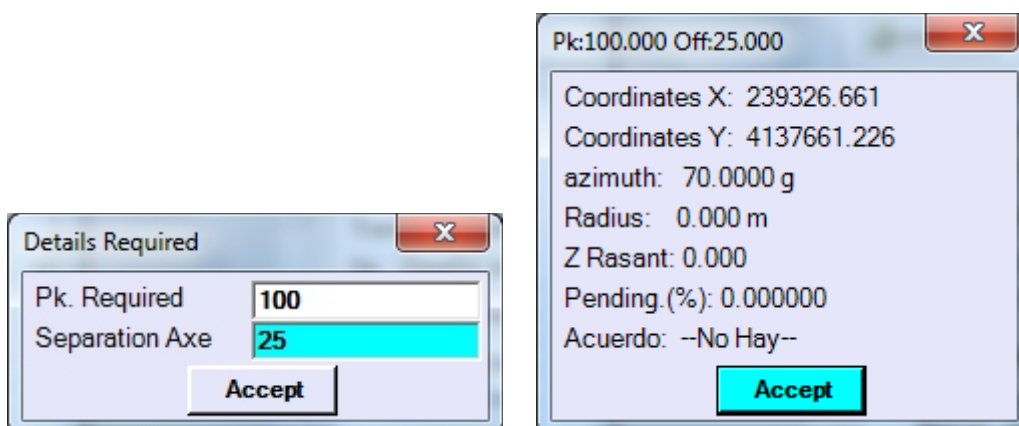 Details Required
Pk. Required 100
Separation Axe 25
Accept
Pk:100.000 Off:25.000
Coordinates X: 239326.661
Coordinates Y: 4137661.226
azimuth: 70.0000 g
Radius: 0.000 m
Z Rasant: 0.000
Pending.(%): 0.000000
Acuerdo: --No Hay--
Accept